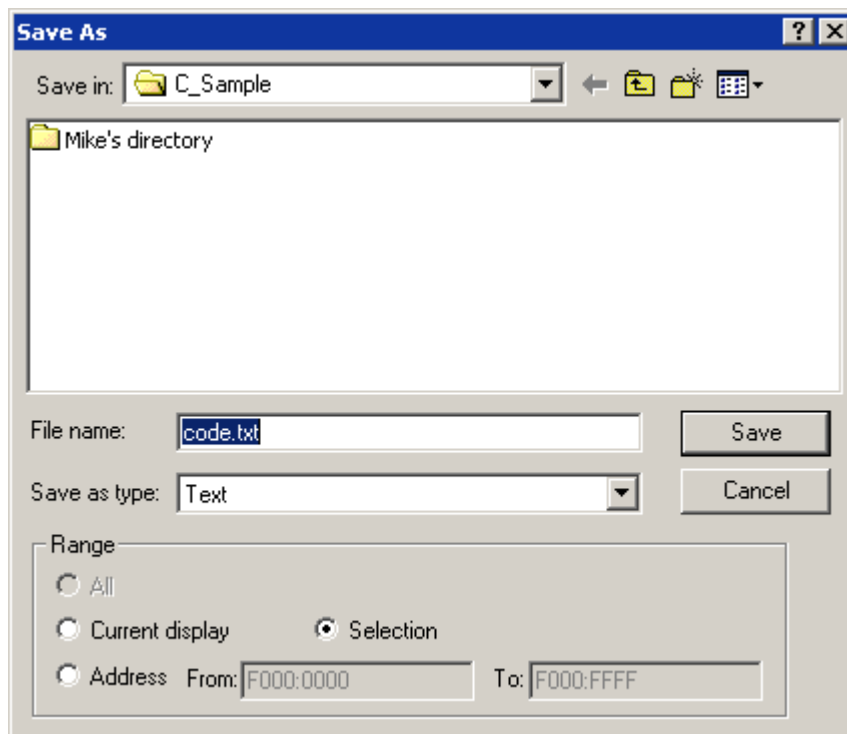 Save As
Save in: C_Sample
Mike's directory
File name: code.txt Save
Save as type: Text Cancel
Range
All
Current display Selection
Address From: F000:0000 To: F000:FFFF